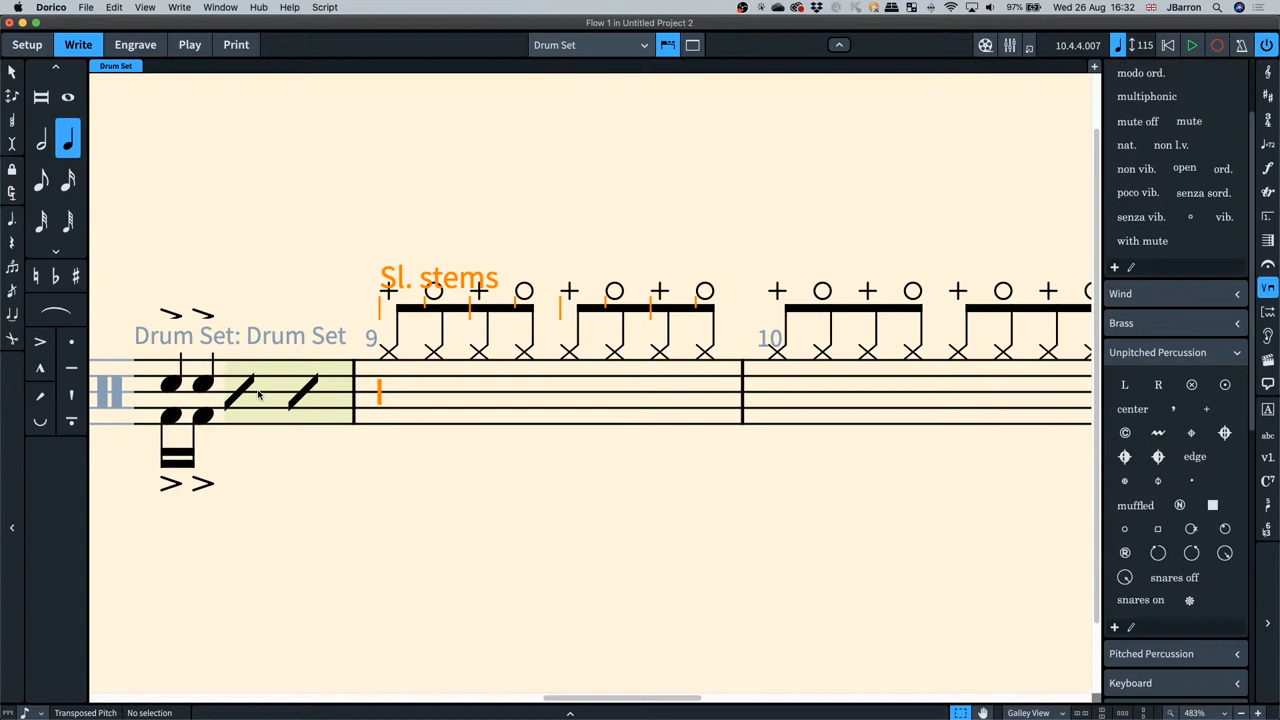 Dorico File Edit View Write Window Hub Help Script 97% Wed 26 Aug 16:32 JBarron
Flow 1 in Untitled Project 2
Setup Write Engrave Play Print Drum Set 10.4.4.007 115
Drum Set
modo ord.
multiphonic
mute off mute
nat. non l.v.
non vib. open ord.
poco vib. senza sord.
senza vib. vib.
with mute
Wind
Brass
Unpitched Percussion
L R
center
edge
muffled
snares off
snares on
Pitched Percussion
Keyboard
Sl. stems
Drum Set: Drum Set 9 10
Transposed Pitch No selection Galley View 483%